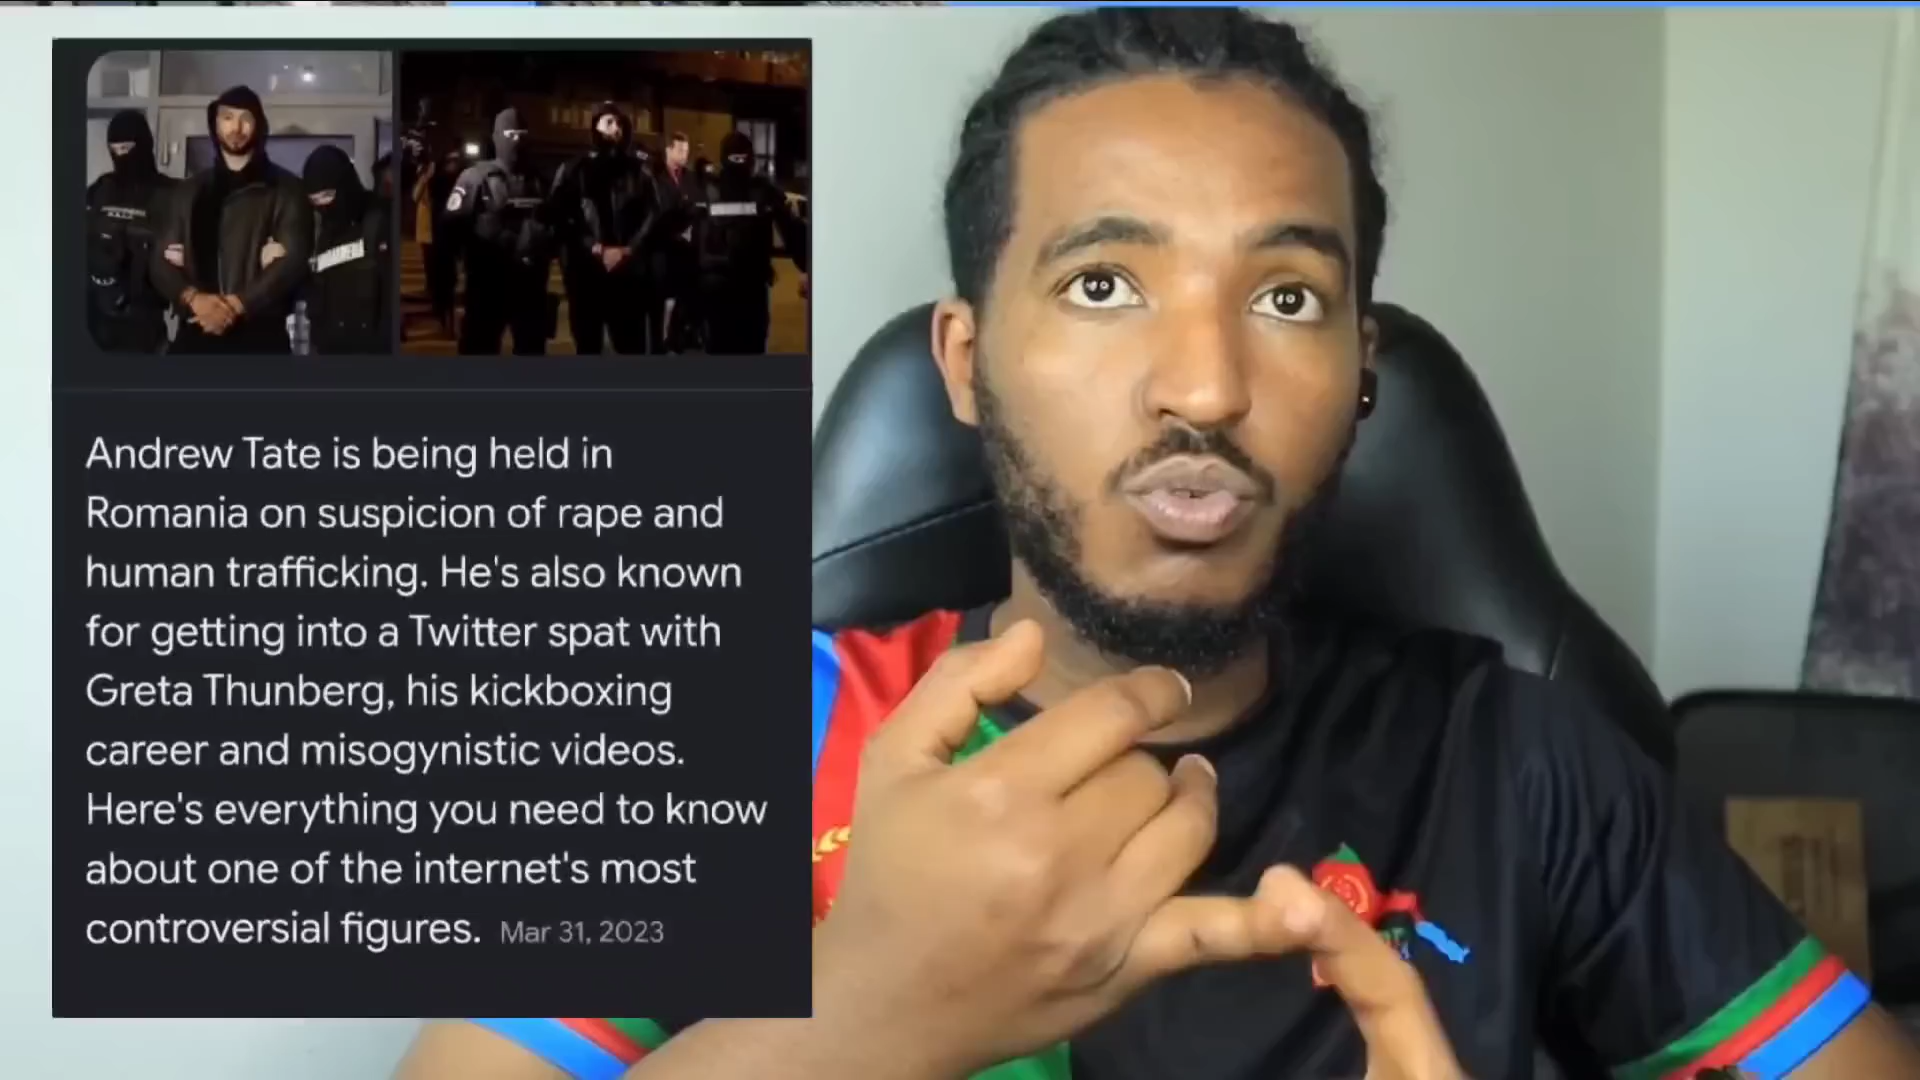 Andrew Tate is being held in
Romania on suspicion of rape and
human trafficking. He's also known
for getting into a Twitter spat with
Greta Thunberg, his kickboxing
career and misogynistic videos.
Here's everything you need to know
about one of the internet's most
controversial figures. Mar 31, 2023